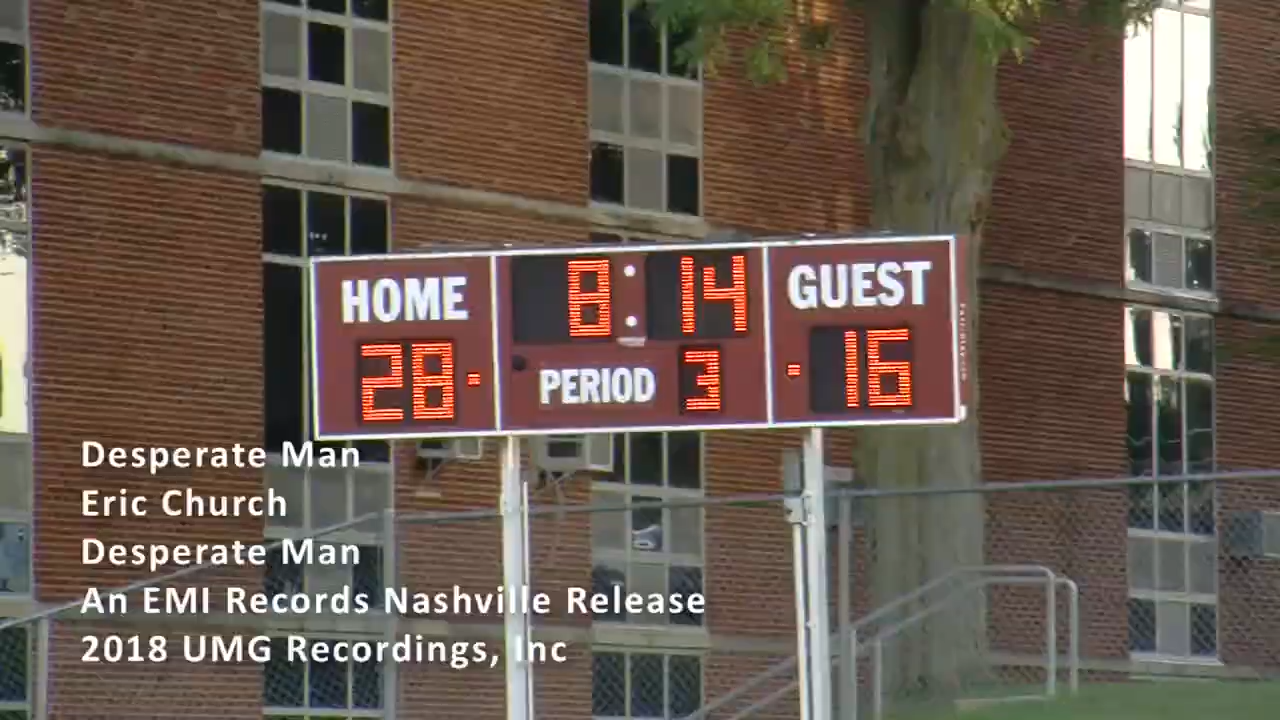 HOME 8:14 GUEST
28 PERIOD 3 16
Desperate Man
Eric Church
Desperate Man
An EMI Records Nashville Release
2018 UMG Recordings, Inc